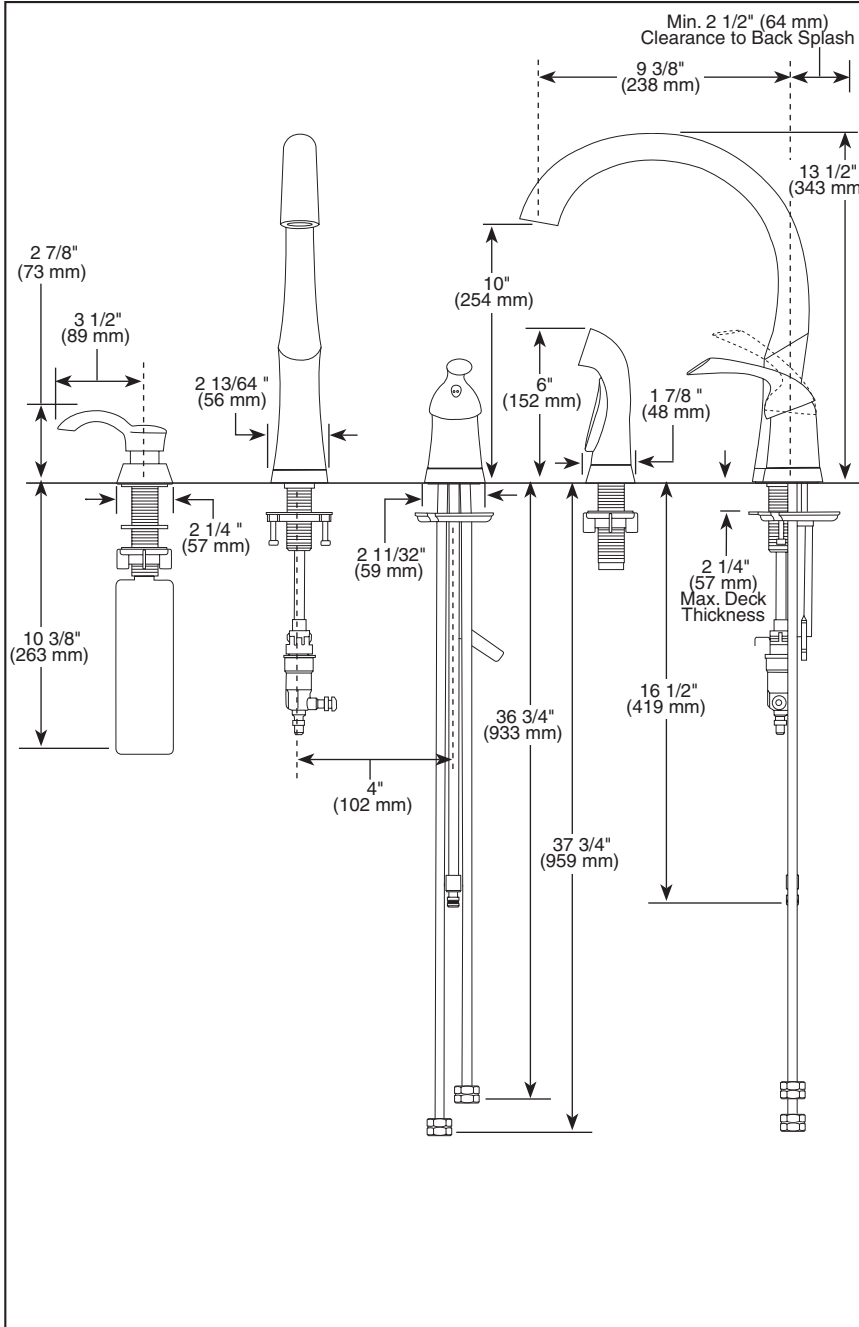 Min. 2 1/2" (64 mm)
Clearance to Back Splash
9 3/8"
(238 mm)
13 1/2"
(343 mm
2 7/8"
(73 mm)
10"
(254 mm)
3 1/2"
(89 mm)
2 13/64 "
(56 mm)
6"
(152 mm)
1 7/8 "
(48 mm)
2 1/4 "
(57 mm)
2 11/32"
(59 mm)
2 1/4"
(57 mm)
Max. Deck
Thickness
10 3/8"
(263 mm)
36 3/4"
(933 mm)
16 1/2"
(419 mm)
4"
(102 mm)
37 3/4"
(959 mm)